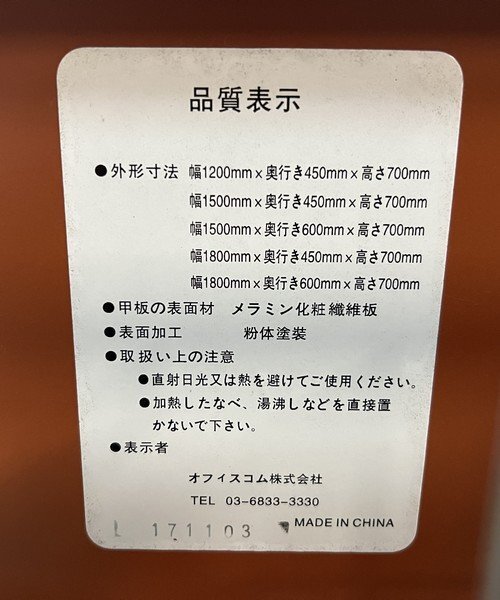 品質表示
●外形寸法 幅1200mm×奥行き450mm×高さ700mm
幅1500mm×奥行き450mm×高さ700mm
幅1500mm×奥行き600mm×高さ700mm
幅1800mm×奥行き450mm×高さ700mm
幅1800mm×奥行き600mm×高さ700mm
●甲板の表面材 メラミン化粧繊維板
●表面加工 粉体塗装
●取扱い上の注意
●直射日光又は熱を避けてご使用ください。
●加熱したなべ、湯沸しなどを直接置
かないで下さい。
●表示者
オフィスコム株式会社
TEL 03-6833-3330
L 171103 MADE IN CHINA